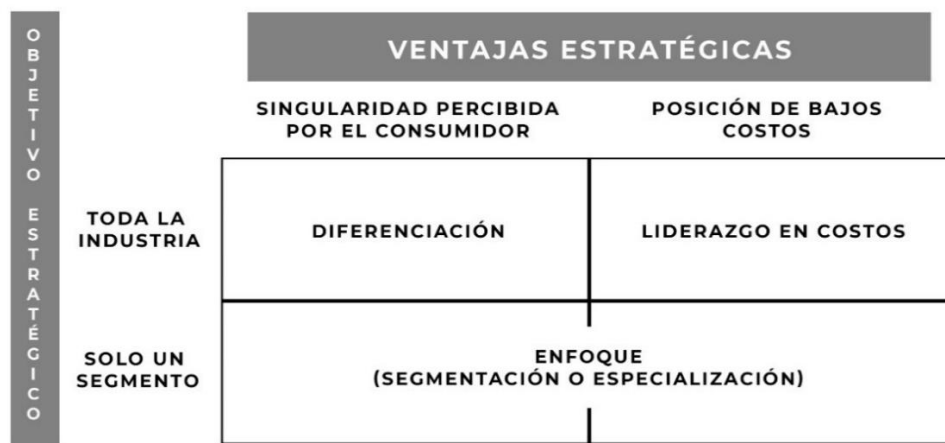 OBJETIVO ESTRATÉGICO
VENTAJAS ESTRATÉGICAS
SINGULARIDAD PERCIBIDA
POR EL CONSUMIDOR
POSICIÓN DE BAJOS
COSTOS
TODA LA
INDUSTRIA
DIFERENCIACIÓN
LIDERAZGO EN COSTOS
SOLO UN
SEGMENTO
ENFOQUE
(SEGMENTACIÓN O ESPECIALIZACIÓN)